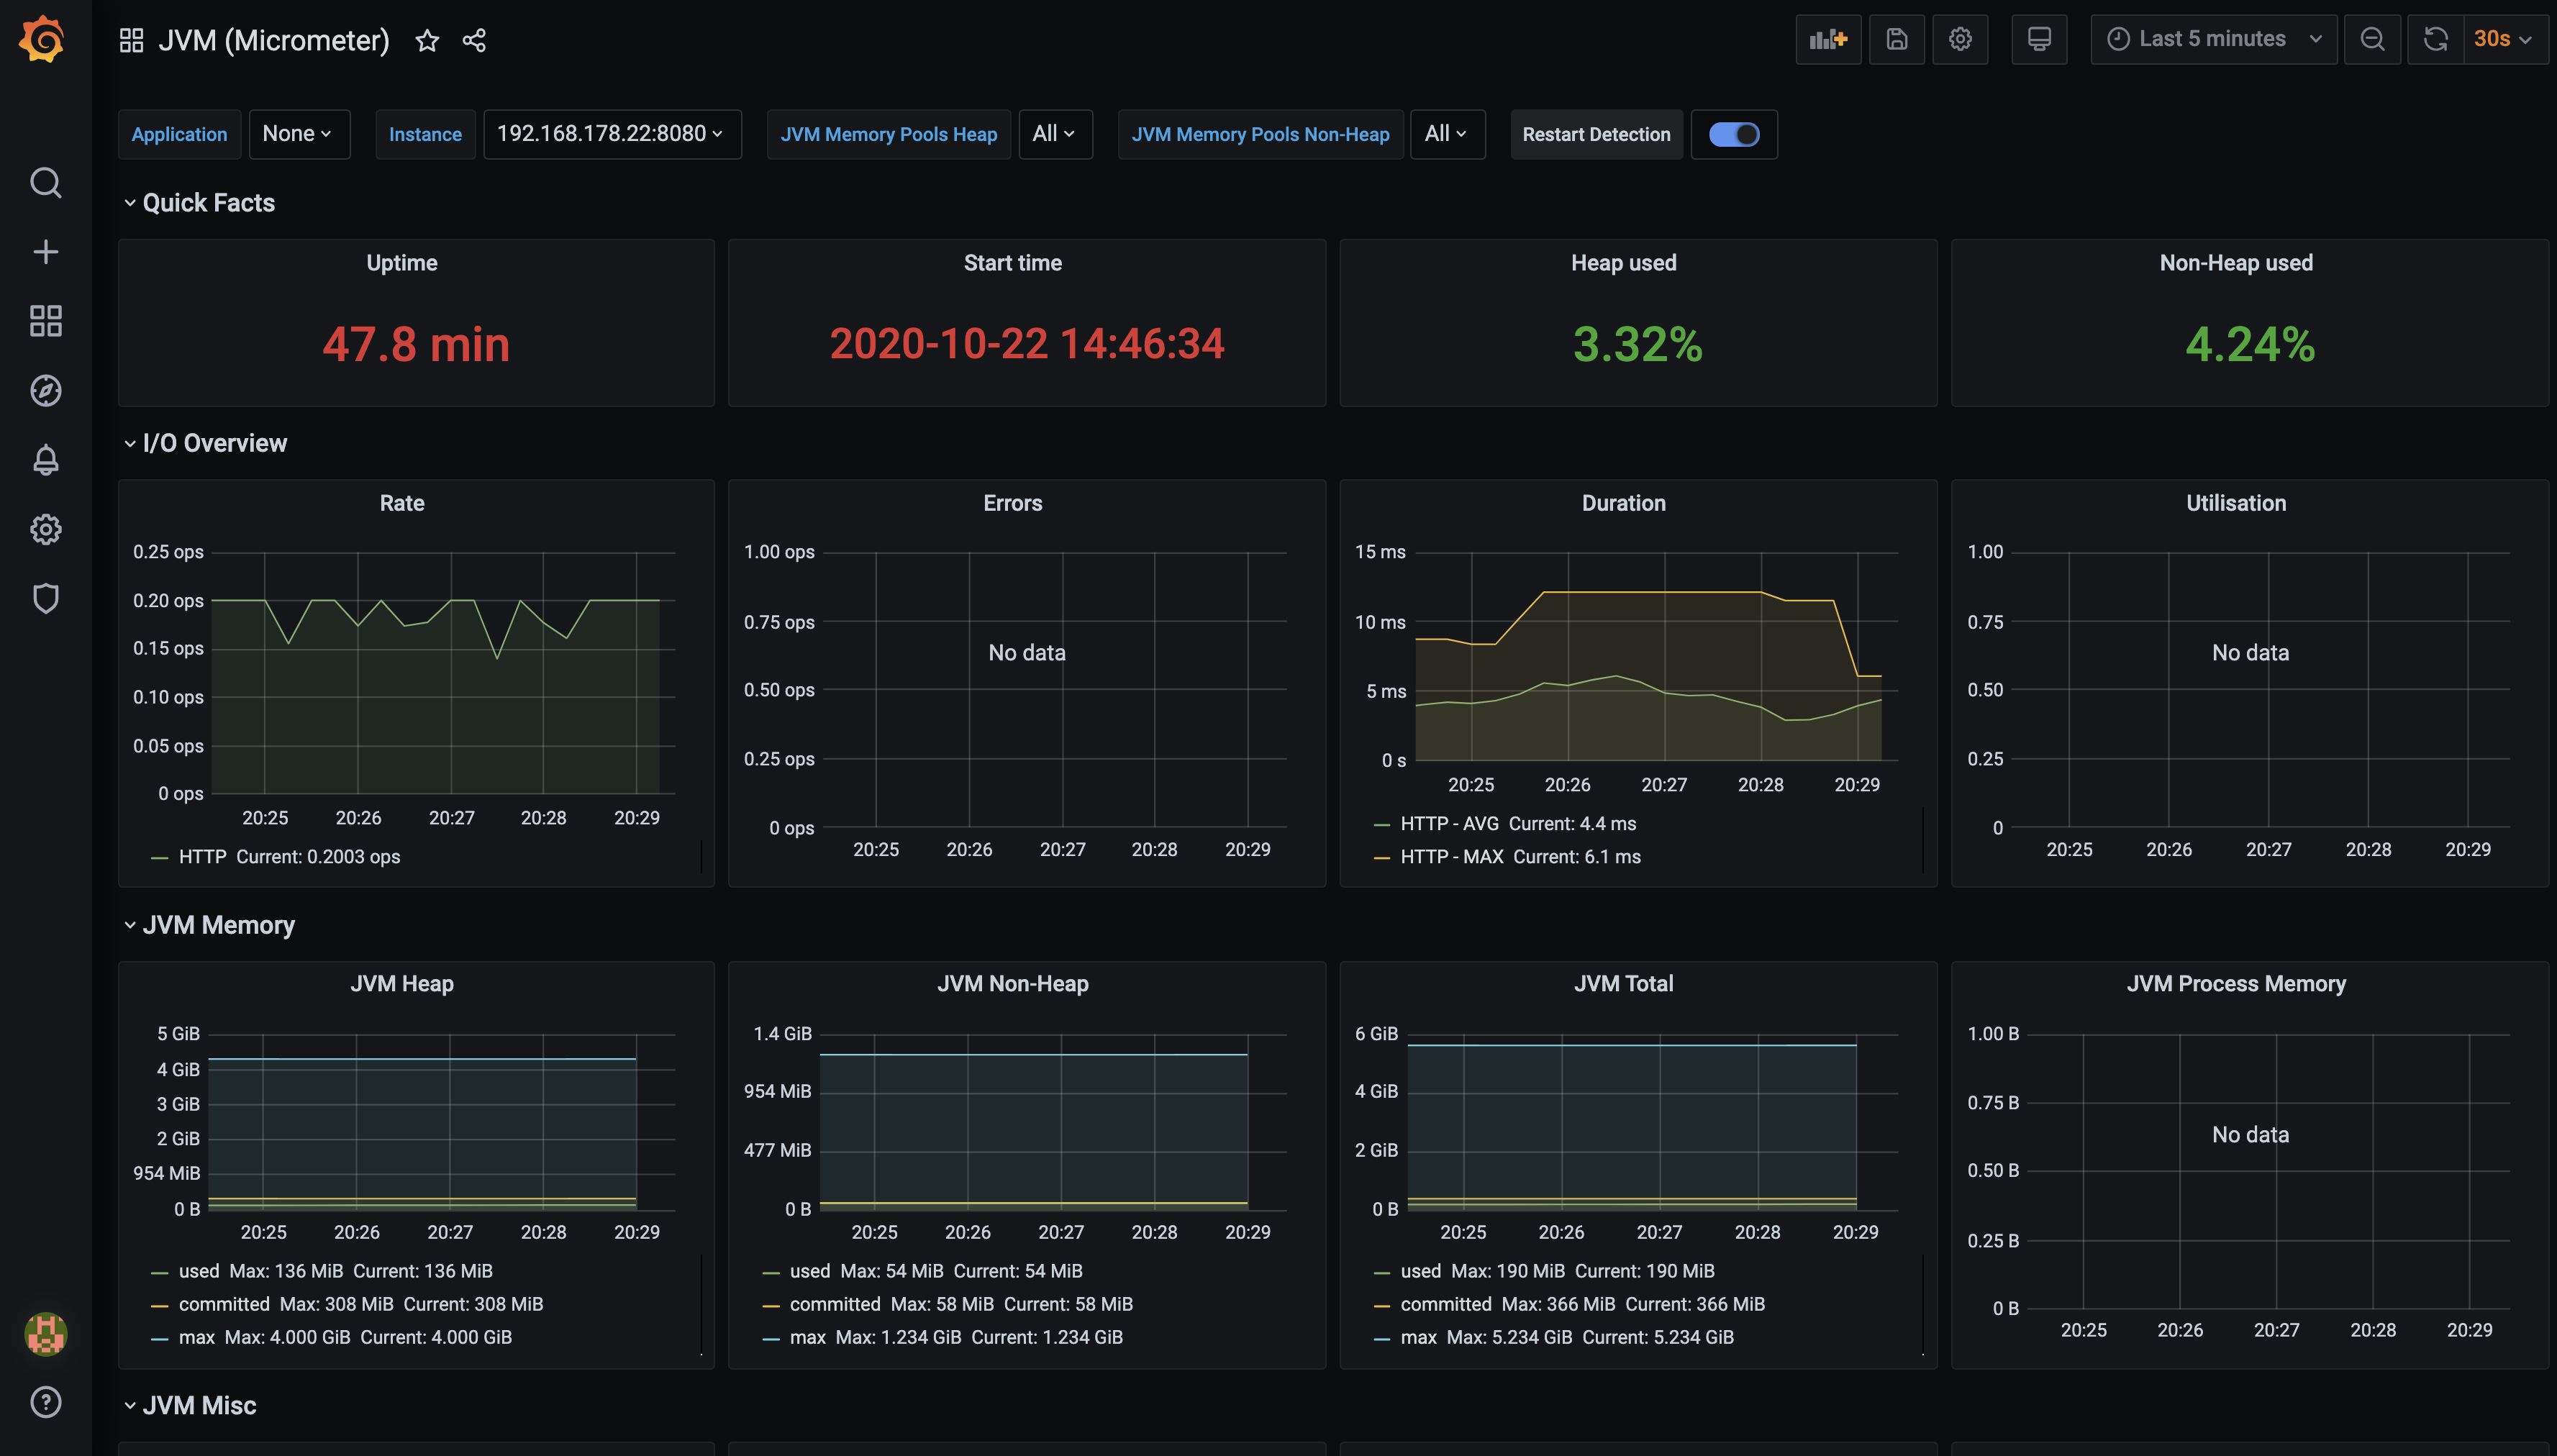 JVM (Micrometer)
Last 5 minutes
30s
Application
None
Instance
192.168.178.22:8080
JVM Memory Pools Heap
All
JVM Memory Pools Non-Heap
All
Restart Detection
Quick Facts
Uptime
47.8 min
Start time
2020-10-22 14:46:34
Heap used
3.32%
Non-Heap used
4.24%
I/O Overview
Rate
0.25 ops
0.20 ops
0.15 ops
0.10 ops
0.05 ops
0 ops
20:25 20:26 20:27 20:28 20:29
HTTP Current: 0.2003 ops
Errors
1.00 ops
0.75 ops
No data
0.50 ops
0.25 ops
0 ops
20:25 20:26 20:27 20:28 20:29
Duration
15 ms
10 ms
5 ms
0 s
20:25 20:26 20:27 20:28 20:29
HTTP - AVG Current: 4.4 ms
HTTP - MAX Current: 6.1 ms
Utilisation
1.00
0.75
No data
0.50
0.25
0
20:25 20:26 20:27 20:28 20:29
JVM Memory
JVM Heap
5 GiB
4 GiB
3 GiB
2 GiB
954 MiB
0 B
20:25 20:26 20:27 20:28 20:29
used Max: 136 MiB Current: 136 MiB
committed Max: 308 MiB Current: 308 MiB
max Max: 4.000 GiB Current: 4.000 GiB
JVM Non-Heap
1.4 GiB
954 MiB
477 MiB
0 B
20:25 20:26 20:27 20:28 20:29
used Max: 54 MiB Current: 54 MiB
committed Max: 58 MiB Current: 58 MiB
max Max: 1.234 GiB Current: 1.234 GiB
JVM Total
6 GiB
4 GiB
2 GiB
0 B
20:25 20:26 20:27 20:28 20:29
used Max: 190 MiB Current: 190 MiB
committed Max: 366 MiB Current: 366 MiB
max Max: 5.234 GiB Current: 5.234 GiB
JVM Process Memory
1.00 B
0.75 B
No data
0.50 B
0.25 B
0 B
20:25 20:26 20:27 20:28 20:29
JVM Misc